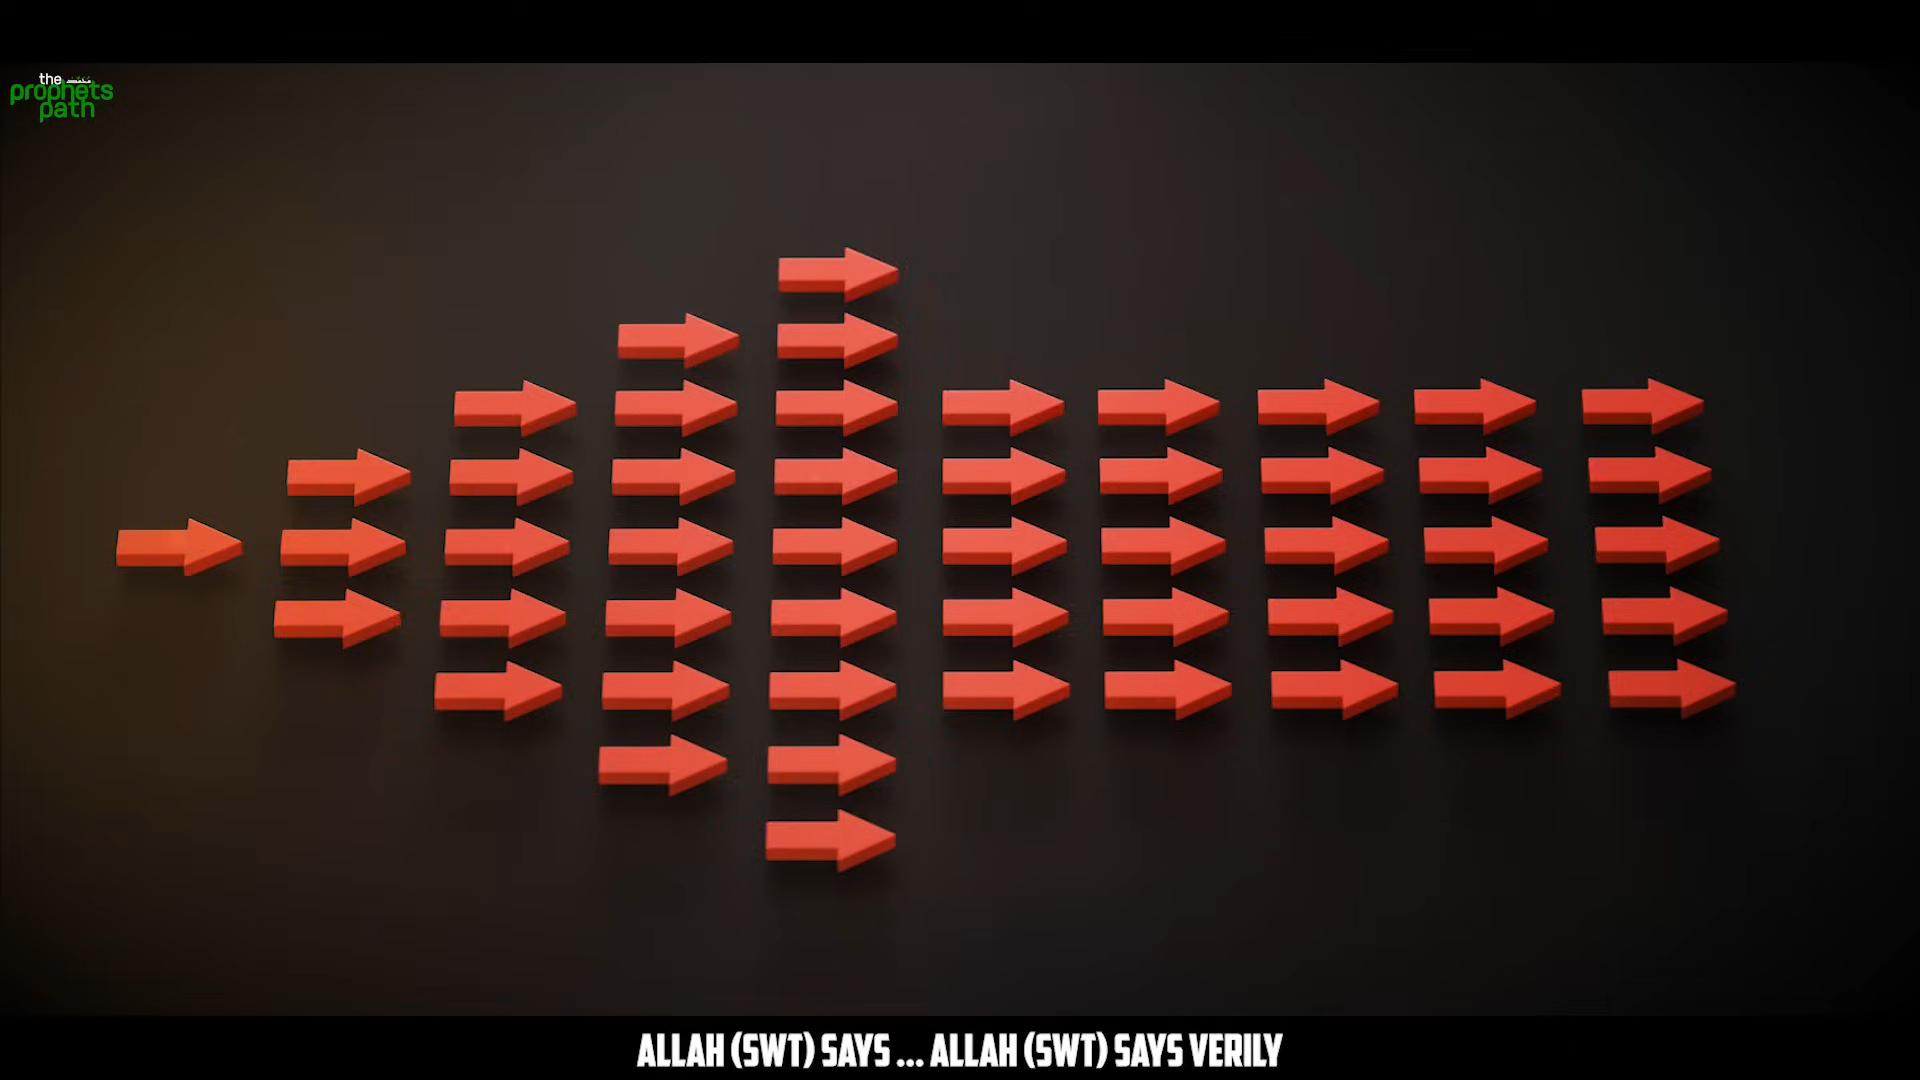 the
prophets
path
ALLAH (SWT) SAYS ... ALLAH (SWT) SAYS VERILY